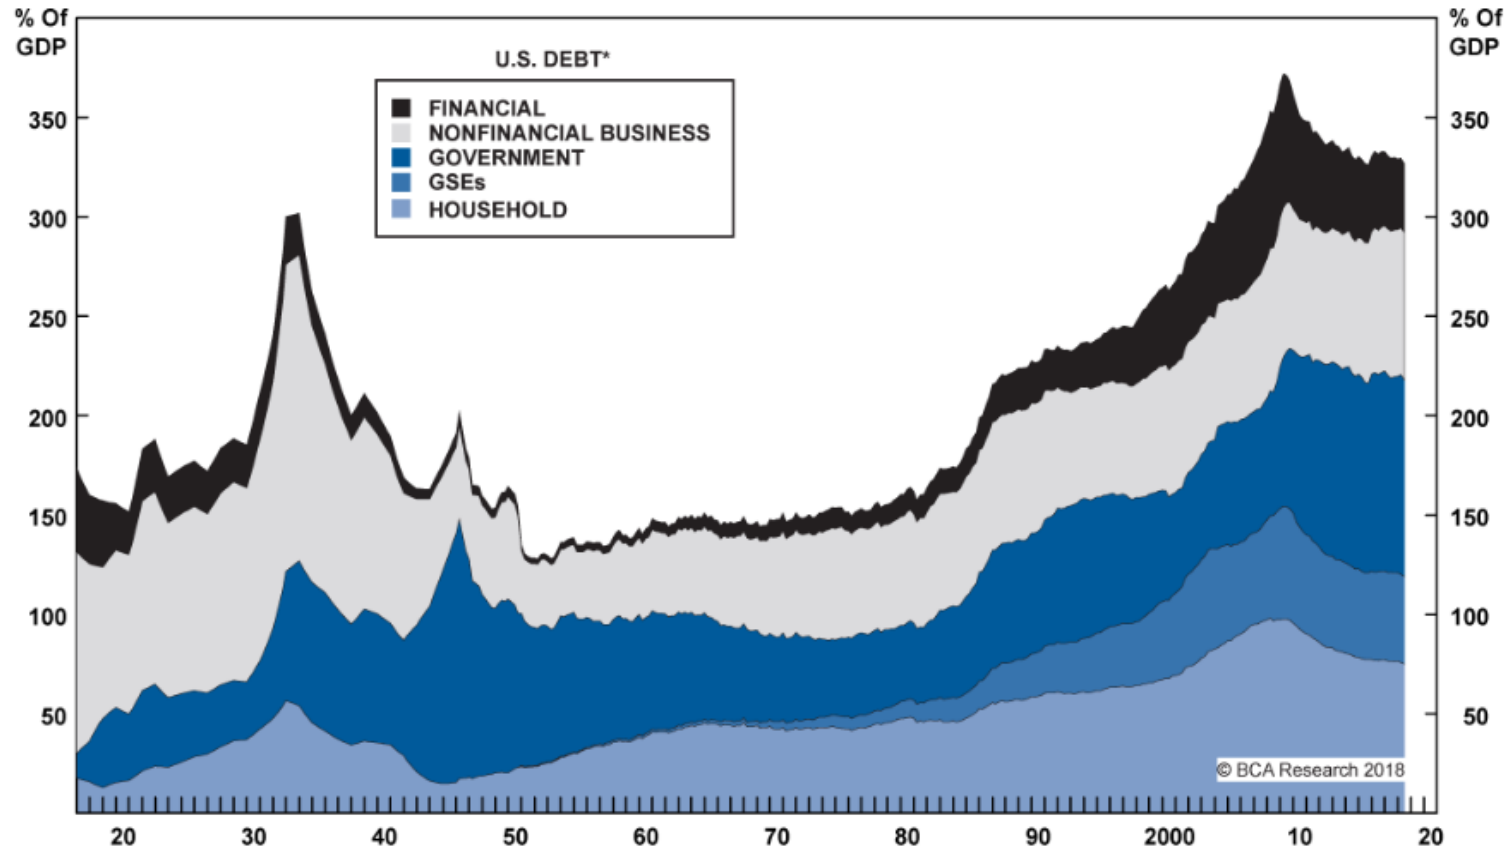 % Of
GDP
% Of
GDP
U.S. DEBT*
FINANCIAL
NONFINANCIAL BUSINESS
GOVERNMENT
GSEs
HOUSEHOLD
350
350
300
300
250
250
200
200
150
150
100
100
50
50
© BCA Research 2018
20 30 40 50 60 70 80 90 2000 10 20